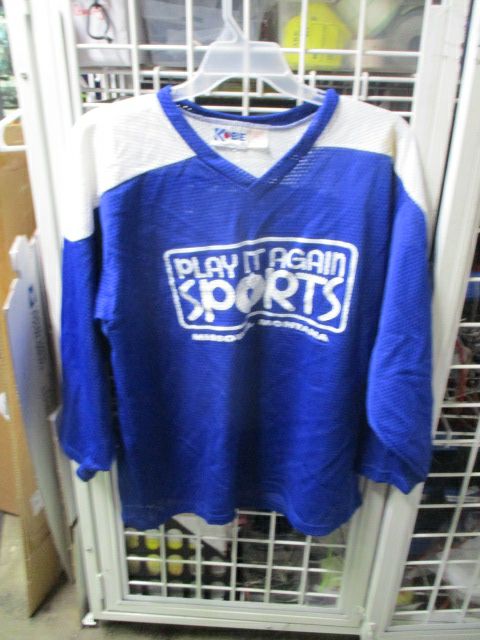 KOBE
PLAY IT AGAIN
SPORTS
MISSOULA, MONTANA